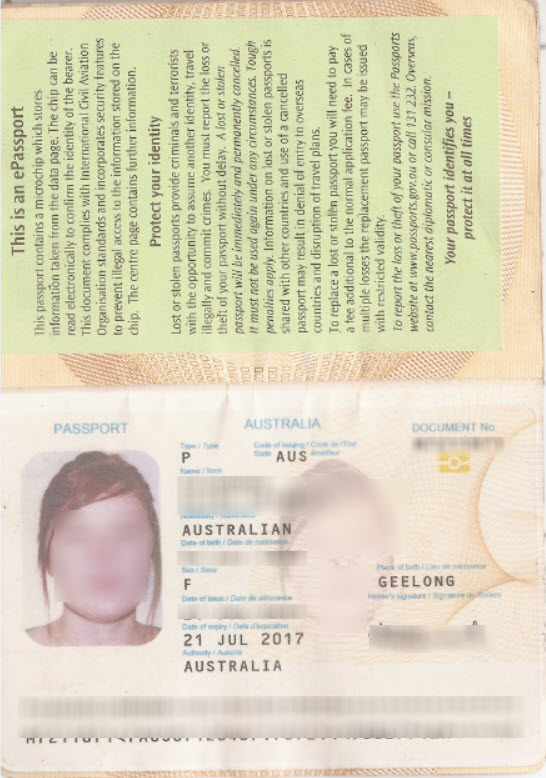 This is an ePassport
This passport contains a microchip which stores
information taken from the data page. The chip can be
read electronically to confirm the identity of the bearer.
This document complies with International Civil Aviation
Organisation standards and incorporates security features
to prevent illegal access to the information stored on the
chip. The centre page contains further information.
Protect your identity
Lost or stolen passports provide criminals and terrorists
with the opportunity to assume another identity, travel
illegally and commit crimes. You must report the loss or
theft of your passport without delay. A lost or stolen
passport will be immediately and permanently cancelled.
It must not be used again under any circumstances. Tough
penalties apply. Information on lost or stolen passports is
shared with other countries and use of a cancelled
passport may result in denial of entry to overseas
countries and disruption of travel plans.
To replace a lost or stolen passport you will need to pay
a fee additional to the normal application fee. In cases of
multiple losses the replacement passport may be issued
with restricted validity.
To report the loss or theft of your passport use the Passports
website at www.passports.gov.au or call 131 232. Overseas,
contact the nearest diplomatic or consular mission.
Your passport identifies you –
protect it at all times
PASSPORT AUSTRALIA DOCUMENT No.
Type / Type Code of issuing / Code de l'Etat
State émetteur
P AUS
Name / Nom
AUSTRALIAN
Date of birth / Date de naissance
Sex / Sexe Place of birth / Lieu de naissance
F GEELONG
Date of issue / Date de délivrance Holder's signature / Signature du titulaire
Date of expiry / Date d'expiration
21 JUL 2017
Authority / Autorité
AUSTRALIA